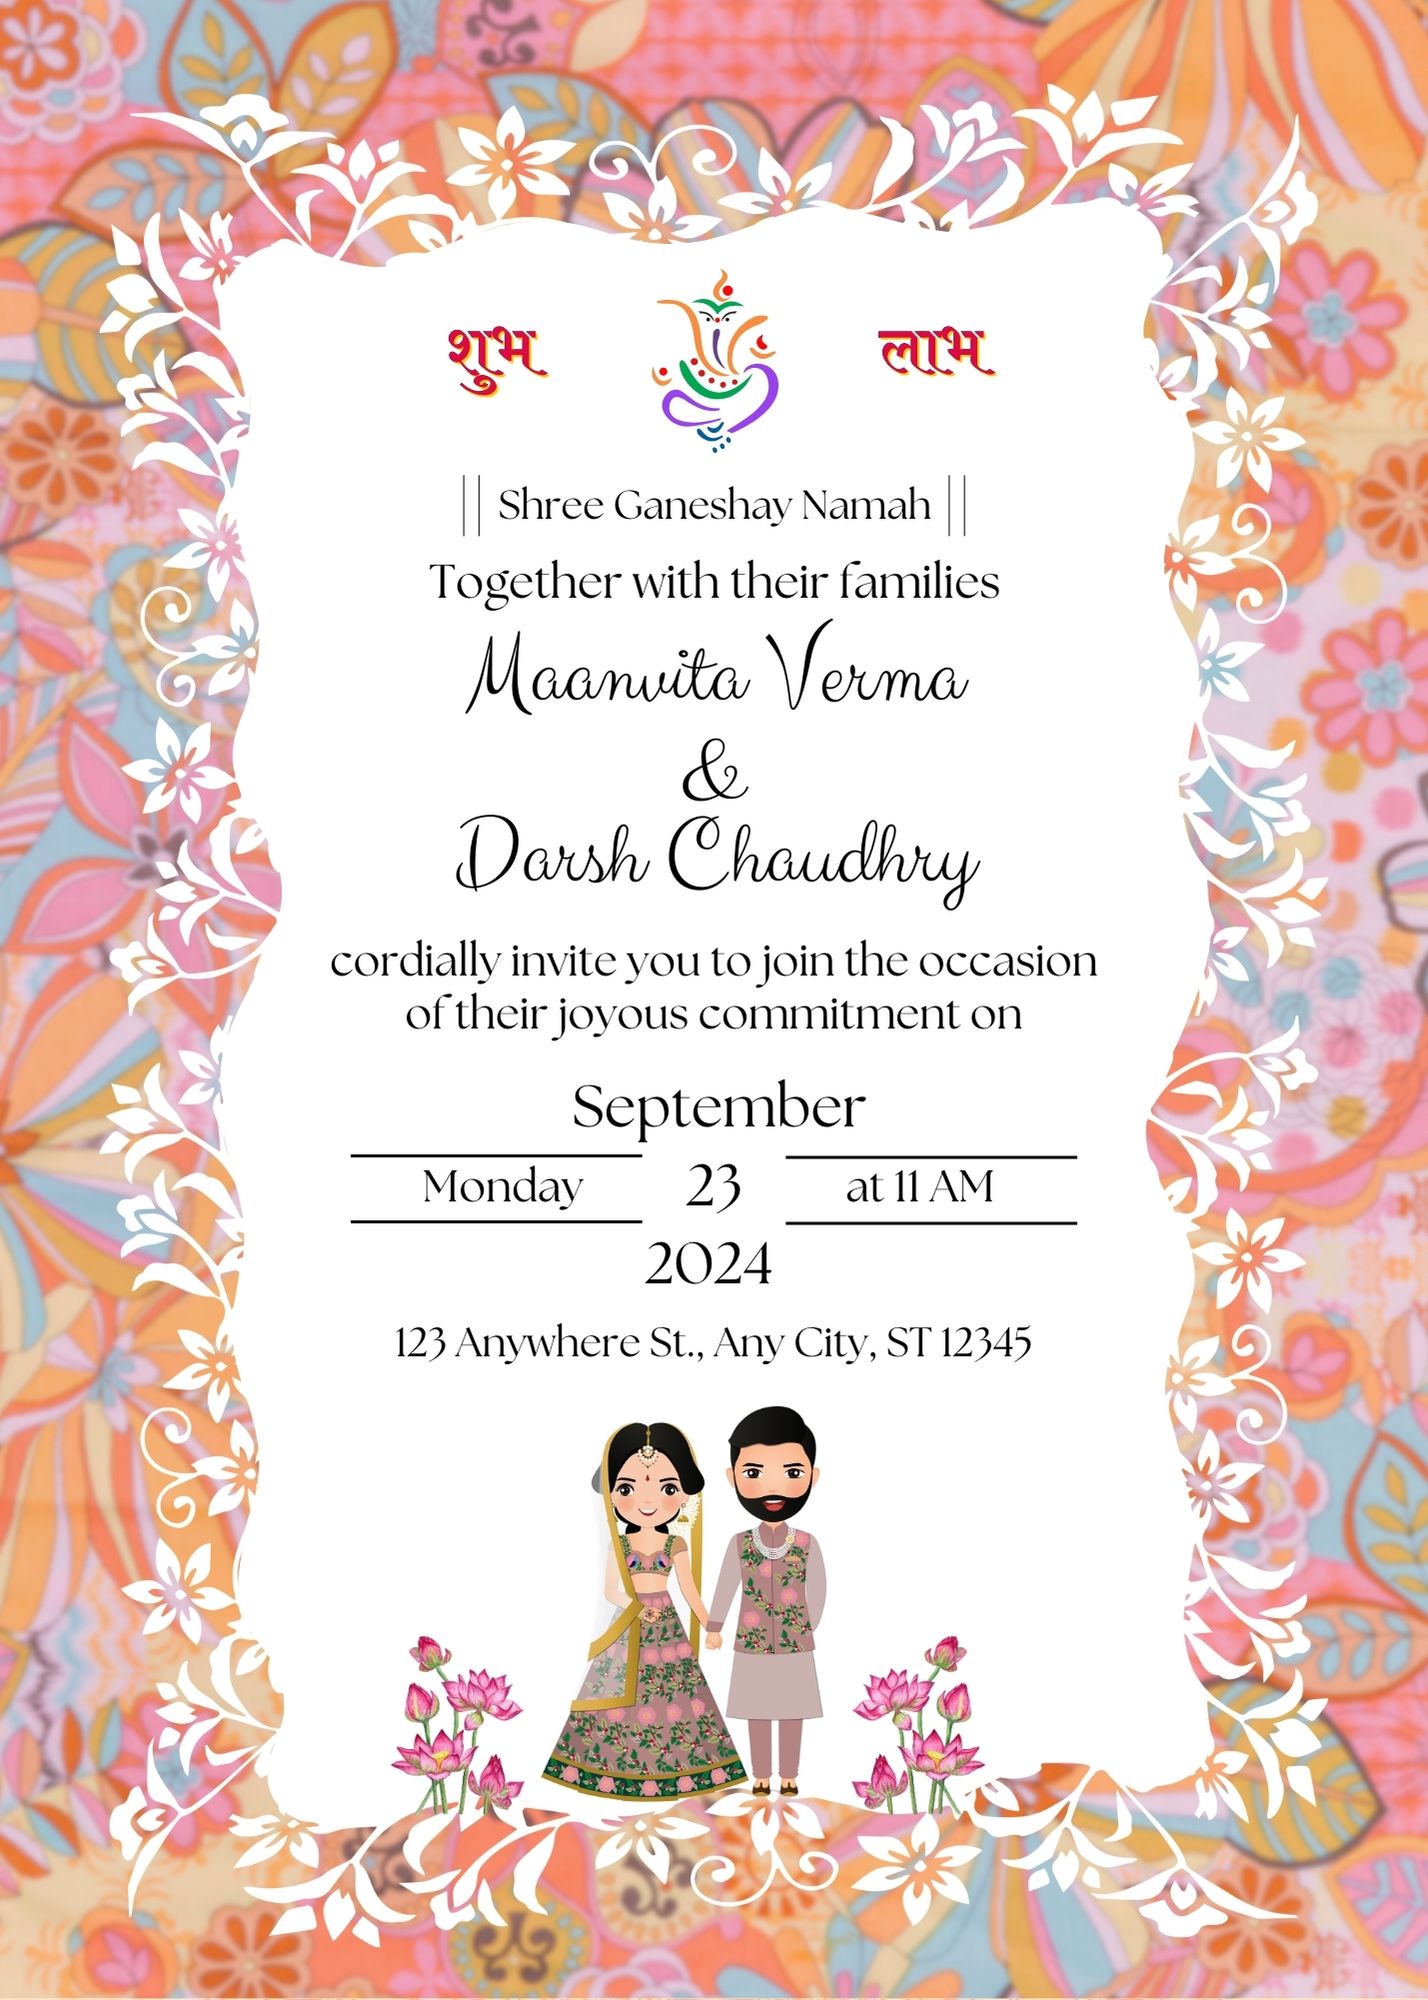 शुभ लाभ
|| Shree Ganeshay Namah ||
Together with their families
Maanvita Verma
&
Darsh Chaudhry
cordially invite you to join the occasion
of their joyous commitment on
September
Monday 23 at 11 AM
2024
123 Anywhere St., Any City, ST 12345